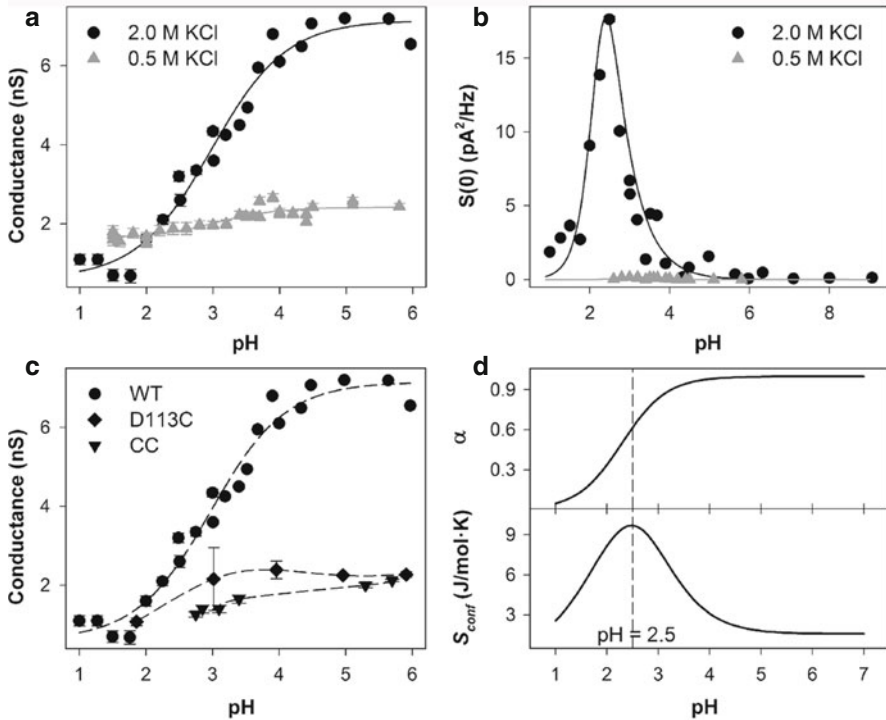 a
2.0 M KCl
0.5 M KCl
Conductance (nS)
6
4
2
1 2 3 4 5 6
pH
b
2.0 M KCl
0.5 M KCl
S(0) (pA²/Hz)
15
10
5
0
2 4 6 8
pH
c
WT
D113C
CC
Conductance (nS)
6
4
2
1 2 3 4 5 6
pH
d
α
0.9
0.6
0.3
S_conf (J/mol·K)
9
6
3
pH = 2.5
1 2 3 4 5 6 7
pH